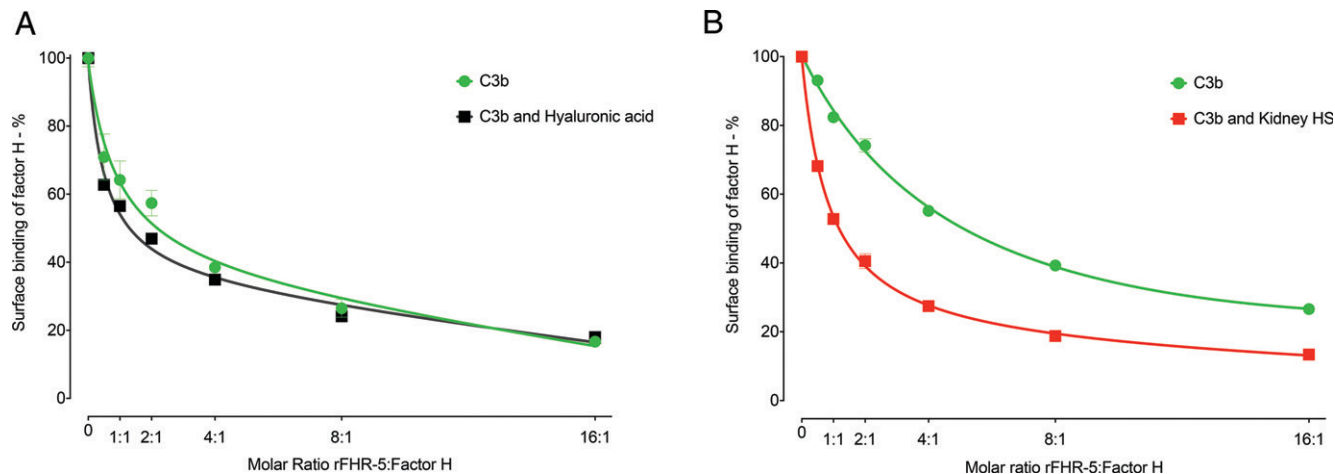 A
100
80
60
40
20
0
Surface binding of factor H - %
C3b
C3b and Hyaluronic acid
0
1:1
2:1
4:1
8:1
16:1
Molar Ratio rFHR-5:Factor H
B
100
80
60
40
20
0
Surface binding of factor H - %
C3b
C3b and Kidney HS
0
1:1
2:1
4:1
8:1
16:1
Molar ratio rFHR-5:Factor H